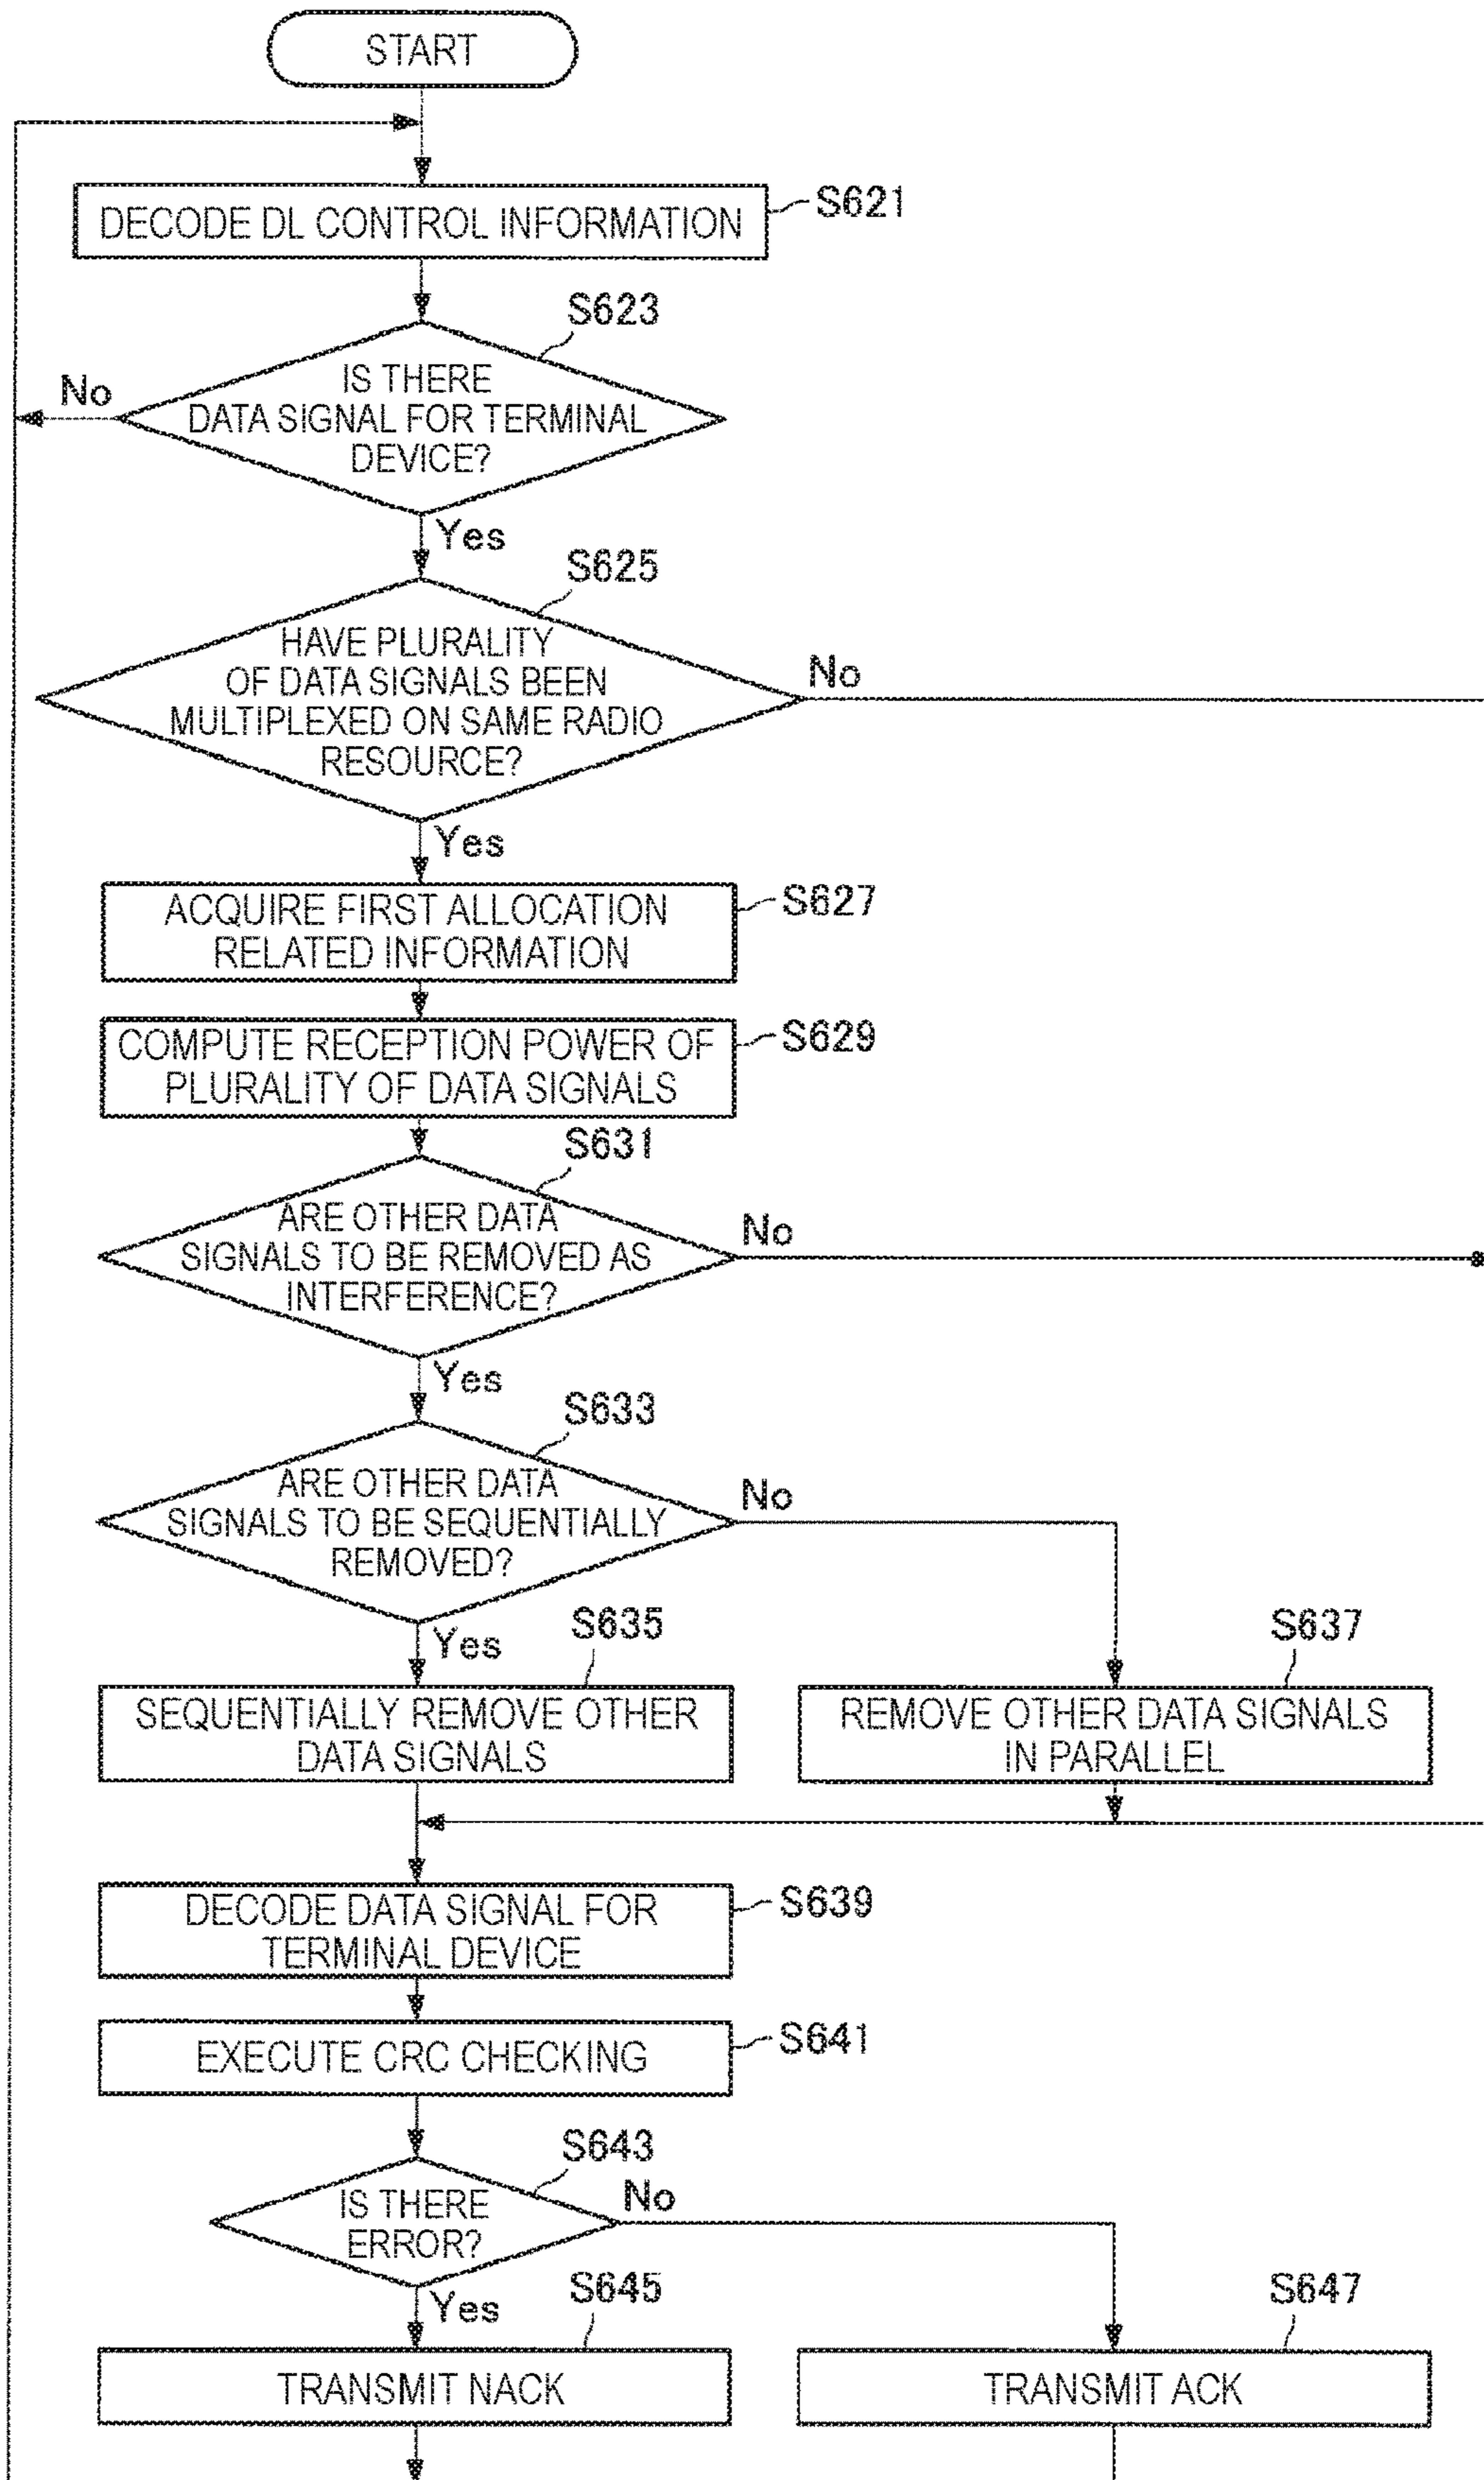 START
DECODE DL CONTROL INFORMATION
S621
S623
IS THERE
DATA SIGNAL FOR TERMINAL
DEVICE?
No
Yes
S625
HAVE PLURALITY
OF DATA SIGNALS BEEN
MULTIPLEXED ON SAME RADIO
RESOURCE?
No
Yes
ACQUIRE FIRST ALLOCATION
RELATED INFORMATION
S627
COMPUTE RECEPTION POWER OF
PLURALITY OF DATA SIGNALS
S629
S631
ARE OTHER DATA
SIGNALS TO BE REMOVED AS
INTERFERENCE?
No
Yes
S633
ARE OTHER DATA
SIGNALS TO BE SEQUENTIALLY
REMOVED?
No
Yes
S635
SEQUENTIALLY REMOVE OTHER
DATA SIGNALS
S637
REMOVE OTHER DATA SIGNALS
IN PARALLEL
DECODE DATA SIGNAL FOR
TERMINAL DEVICE
S639
EXECUTE CRC CHECKING
S641
S643
IS THERE
ERROR?
No
Yes
S645
TRANSMIT NACK
S647
TRANSMIT ACK